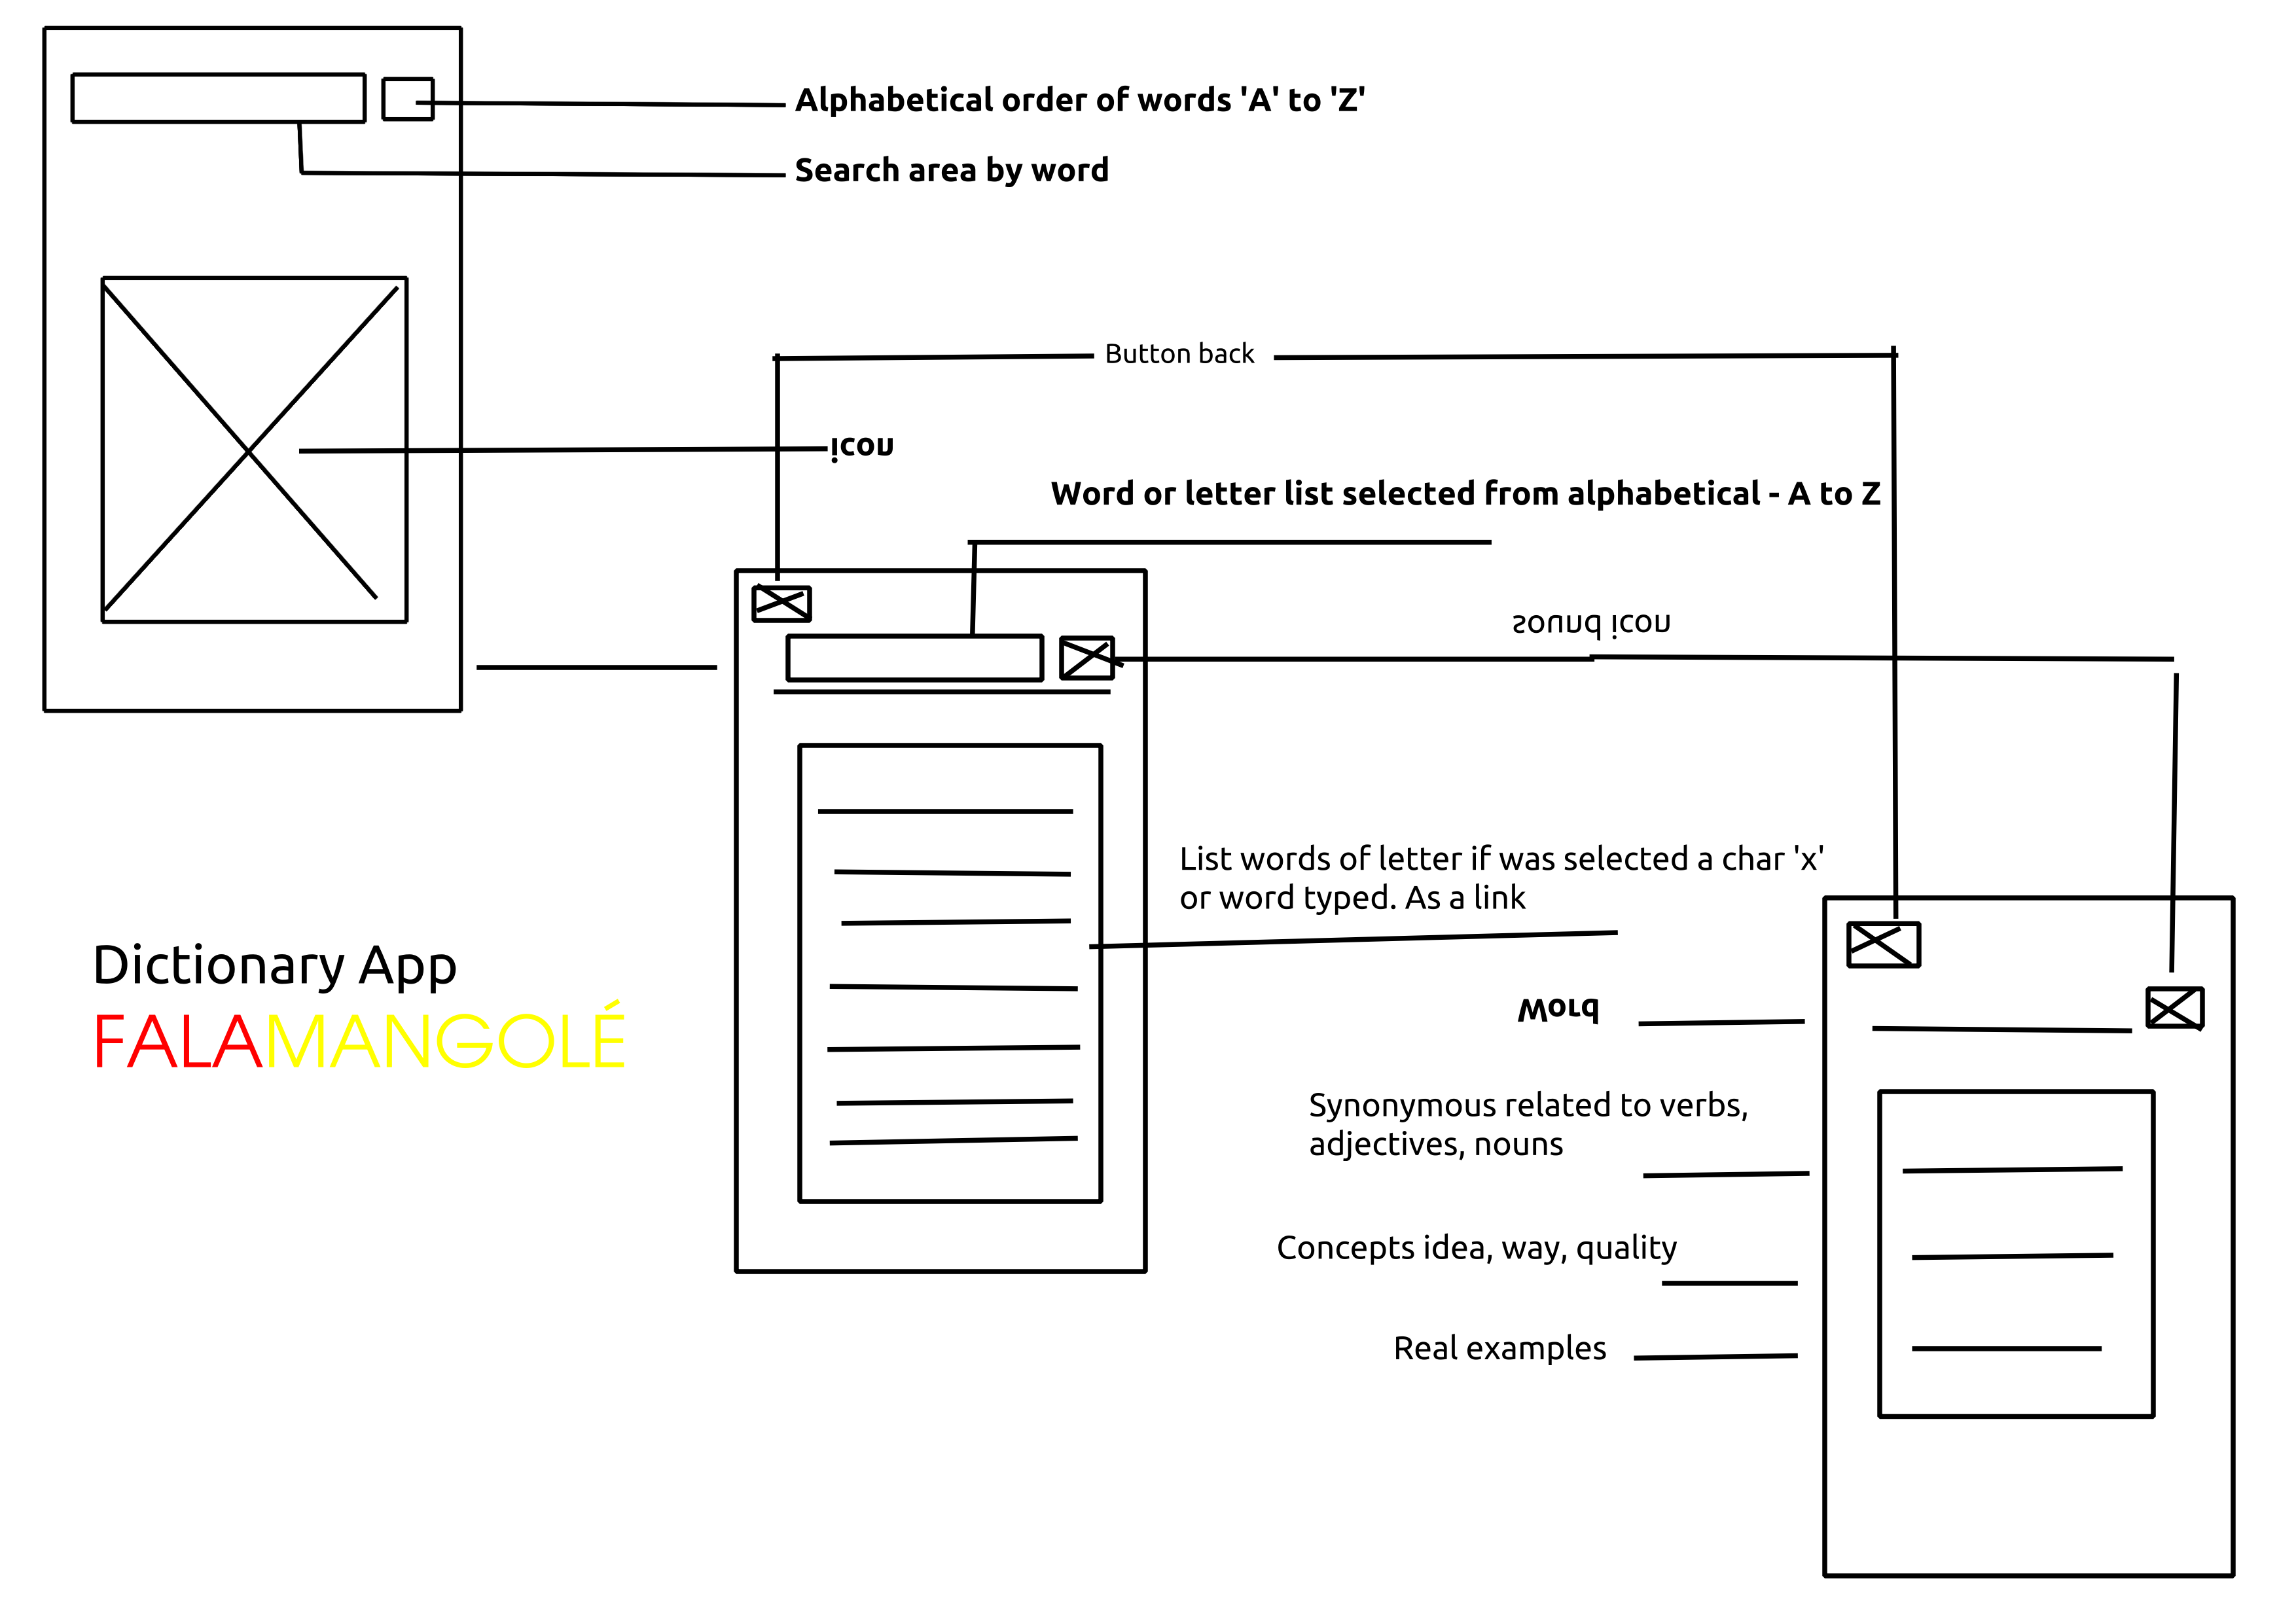 Alphabetical order of words 'A' to 'Z'
Search area by word
Button back
icon
Word or letter list selected from alphabetical - A to Z
sound icon
List words of letter if was selected a char 'x'
or word typed. As a link
Dictionary App
FALAMANGOLÉ
Word
Synonymous related to verbs,
adjectives, nouns
Concepts idea, way, quality
Real examples